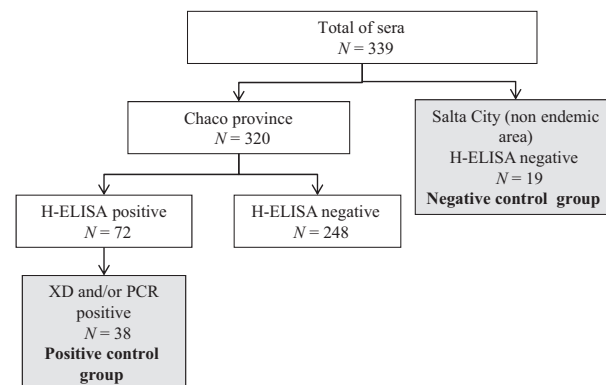 Total of sera
N = 339
Chaco province
N = 320
Salta City (non endemic
area)
H-ELISA negative
N = 19
Negative control group
H-ELISA positive
N = 72
H-ELISA negative
N = 248
XD and/or PCR
positive
N = 38
Positive control
group